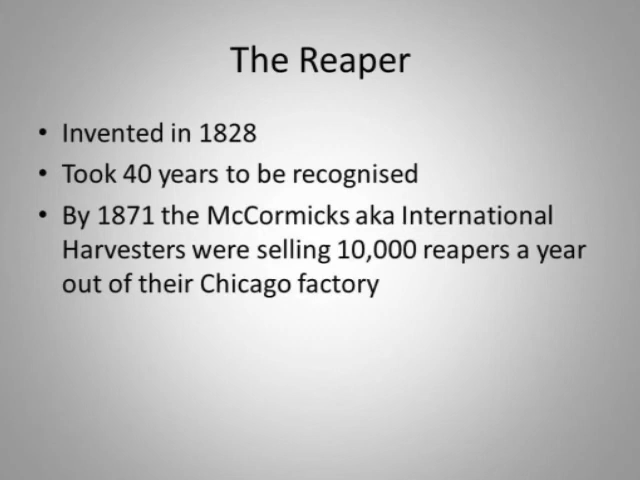 The Reaper
• Invented in 1828
• Took 40 years to be recognised
• By 1871 the McCormicks aka International
Harvesters were selling 10,000 reapers a year
out of their Chicago factory